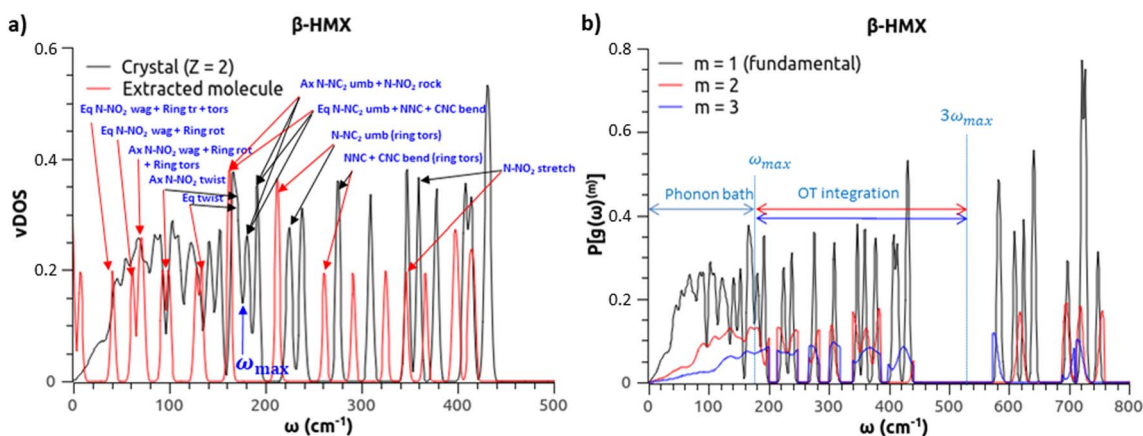 a)
β-HMX
Crystal (Z = 2)
Extracted molecule
Eq N-NO₂ wag + Ring tr + tors
Eq N-NO₂ wag + Ring rot
Ax N-NO₂ wag + Ring rot
+ Ring tors
Ax N-NO₂ twist
Eq twist
Ax N-NC₂ umb + N-NO₂ rock
Eq N-NC₂ umb + NNC + CNC bend
N-NC₂ umb (ring tors)
NNC + CNC bend (ring tors)
N-NO₂ stretch
ωmax
vDOS
0.6
0.4
0.2
0
0
100
200
300
400
500
ω (cm⁻¹)
b)
β-HMX
m = 1 (fundamental)
m = 2
m = 3
ωmax
3ωmax
Phonon bath
OT integration
P[g(ω)⁽ᵐ⁾]
0.8
0.6
0.4
0.2
0
0
100
200
300
400
500
600
700
800
ω (cm⁻¹)